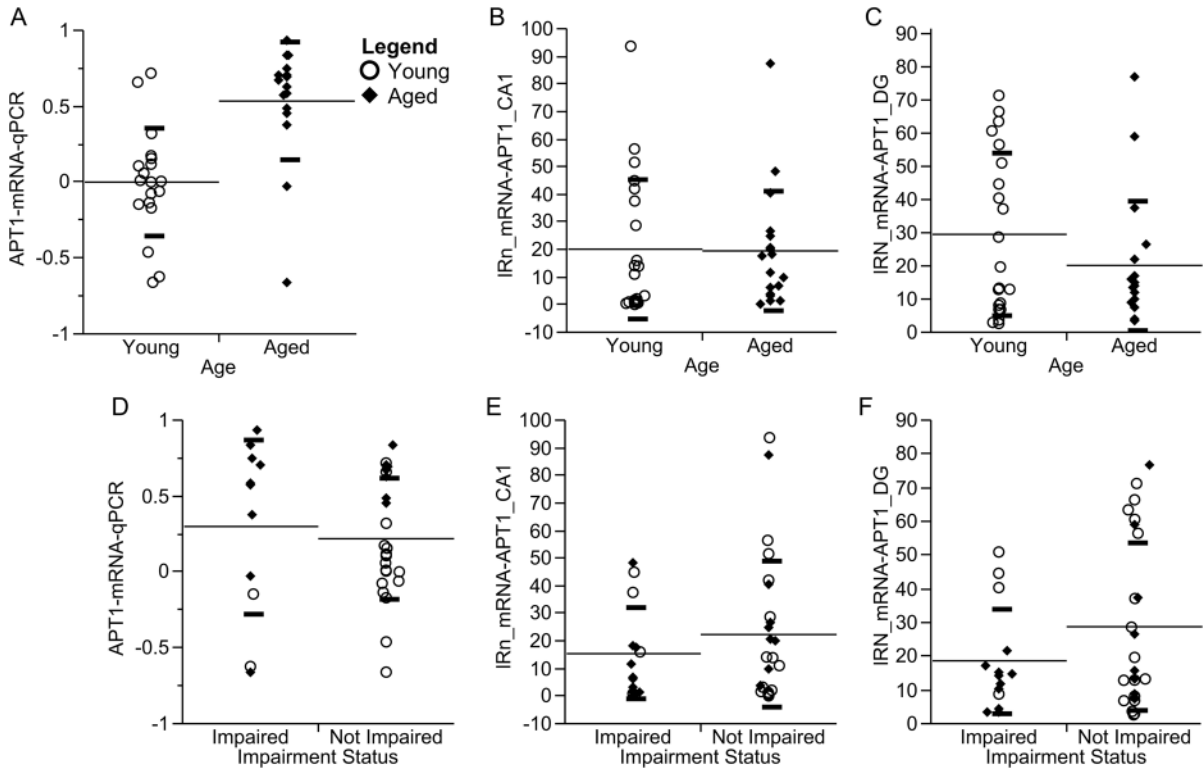 A
APT1-mRNA-qPCR
1
0.5
0
-0.5
-1
Young
Aged
Age
Legend
Young
Aged
B
IRn_mRNA-APT1_CA1
100
90
80
70
60
50
40
30
20
10
0
-10
Young
Aged
Age
C
IRN_mRNA-APT1_DG
90
80
70
60
50
40
30
20
10
0
Young
Aged
Age
D
APT1-mRNA-qPCR
1
0.5
0
-0.5
-1
Impaired
Not Impaired
Impairment Status
E
IRn_mRNA-APT1_CA1
100
90
80
70
60
50
40
30
20
10
0
-10
Impaired
Not Impaired
Impairment Status
F
IRN_mRNA-APT1_DG
90
80
70
60
50
40
30
20
10
0
Impaired
Not Impaired
Impairment Status